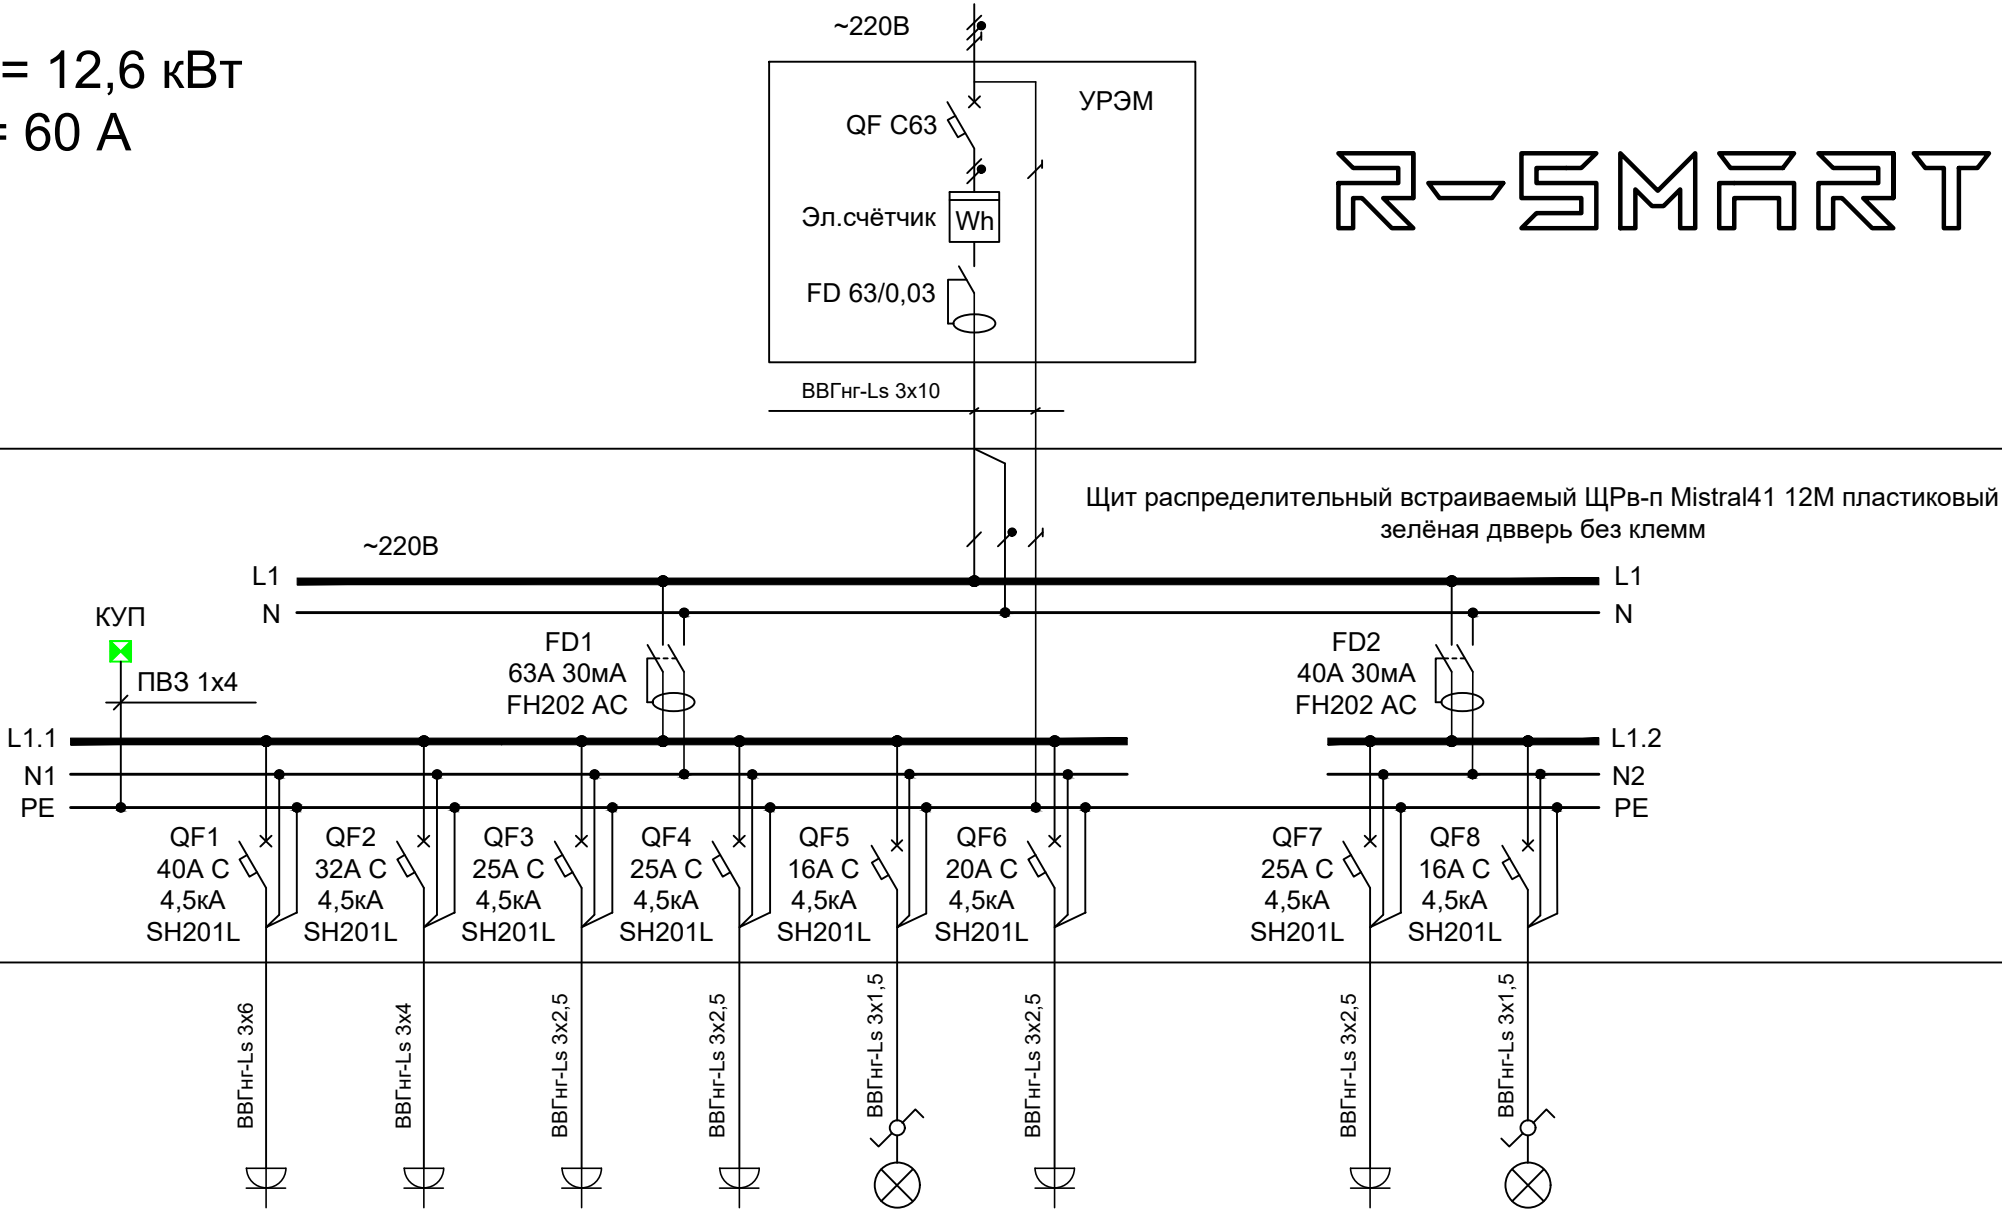 = 12,6 кВт
= 60 А
~220В
УРЭМ
QF C63
Эл.счётчик
Wh
FD 63/0,03
R-SMART
ВВГнг-Ls 3х10
Щит распределительный встраиваемый ЩРв-п Mistral41 12М пластиковый
зелёная двверь без клемм
~220В
L1
L1
N
N
КУП
ПВЗ 1х4
FD1
63А 30мА
FH202 AC
FD2
40А 30мА
FH202 AC
L1.1
L1.2
N1
N2
PE
PE
QF1
40А С
4,5кА
SH201L
QF2
32А С
4,5кА
SH201L
QF3
25А С
4,5кА
SH201L
QF4
25А С
4,5кА
SH201L
QF5
16А С
4,5кА
SH201L
QF6
20А С
4,5кА
SH201L
QF7
25А С
4,5кА
SH201L
QF8
16А С
4,5кА
SH201L
ВВГнг-Ls 3х6
ВВГнг-Ls 3х4
ВВГнг-Ls 3х2,5
ВВГнг-Ls 3х2,5
ВВГнг-Ls 3х1,5
ВВГнг-Ls 3х2,5
ВВГнг-Ls 3х2,5
ВВГнг-Ls 3х1,5